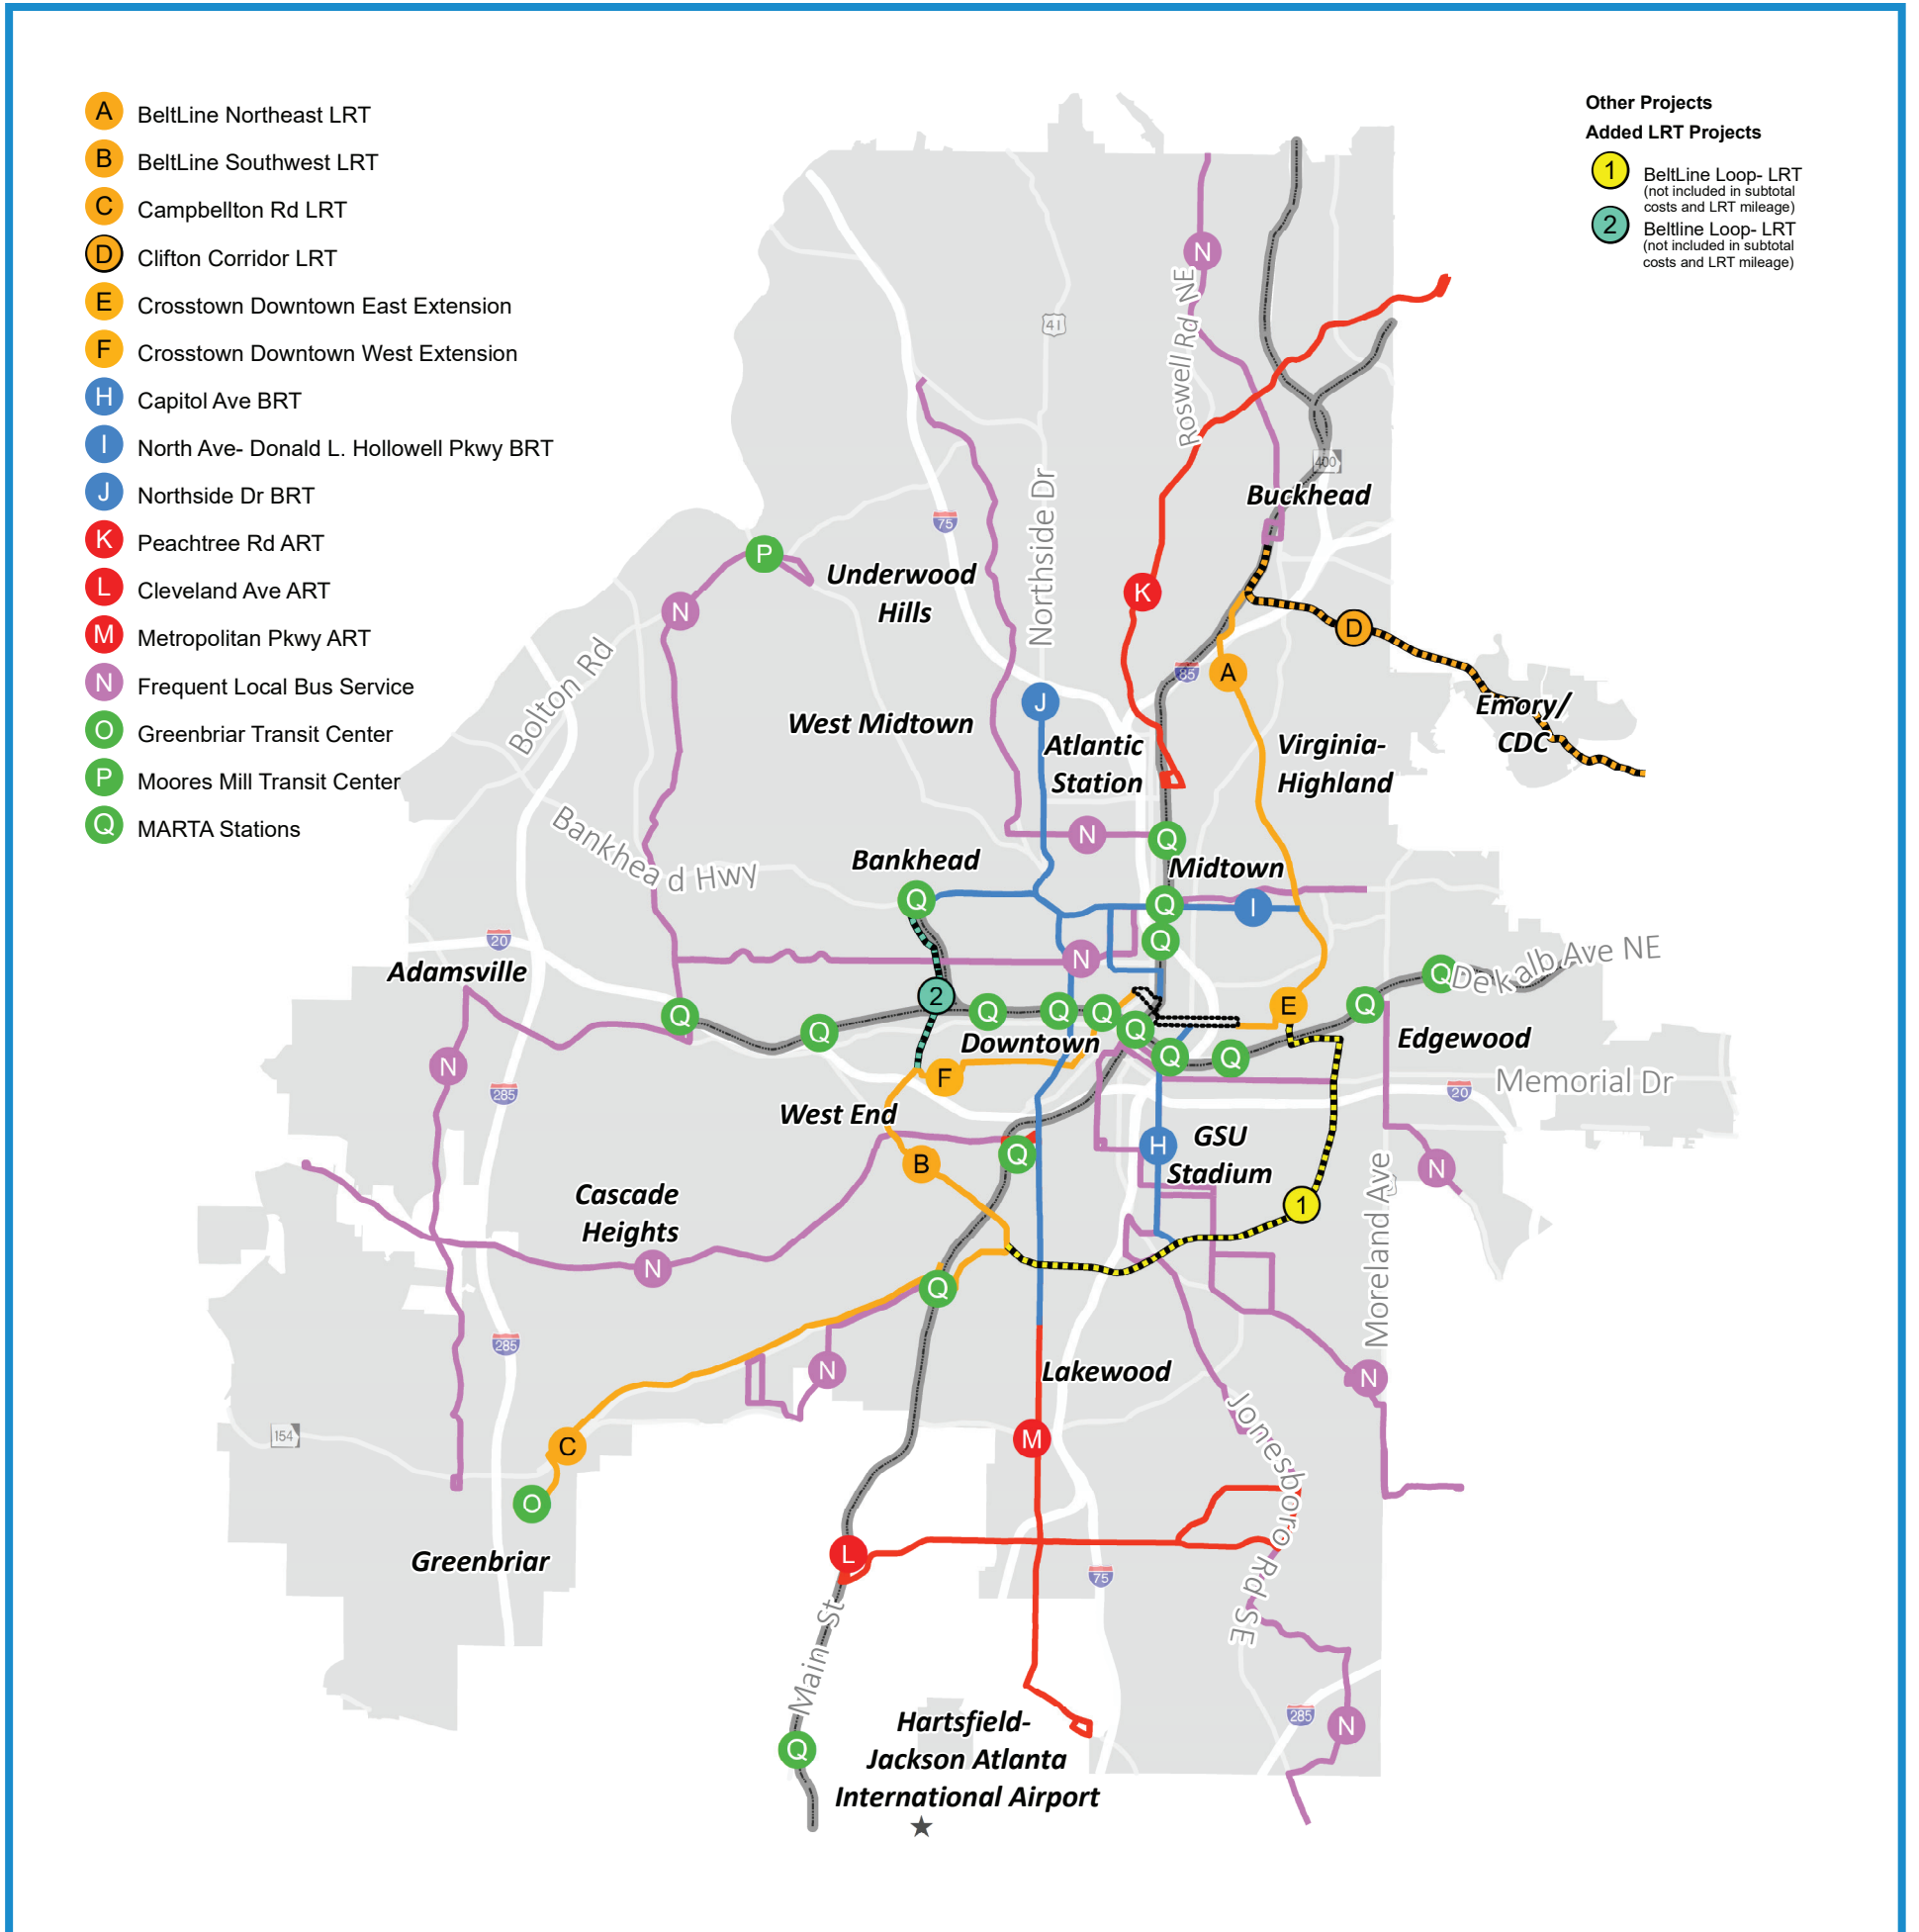 A BeltLine Northeast LRT
B BeltLine Southwest LRT
C Campbellton Rd LRT
D Clifton Corridor LRT
E Crosstown Downtown East Extension
F Crosstown Downtown West Extension
H Capitol Ave BRT
I North Ave- Donald L. Hollowell Pkwy BRT
J Northside Dr BRT
K Peachtree Rd ART
L Cleveland Ave ART
M Metropolitan Pkwy ART
N Frequent Local Bus Service
O Greenbriar Transit Center
P Moores Mill Transit Center
Q MARTA Stations
Other Projects
Added LRT Projects
1 BeltLine Loop- LRT
(not included in subtotal
costs and LRT mileage)
2 Beltline Loop- LRT
(not included in subtotal
costs and LRT mileage)
N
Roswell Rd NE
41
400
Buckhead
75
Northside Dr
P
Underwood
Hills
K
N
D
Bolton Rd
85
A
J
Emory/
CDC
West Midtown
Atlantic
Station
Virginia-
Highland
Bankhead Hwy
N
Q
Bankhead
Midtown
Q
Q
I
20
Q
Adamsville
N
Q
Dekalb Ave NE
2
Q
Q
Q
Q
Q
Q
E
Q
Q
Q
Downtown
Edgewood
N
F
285
Memorial Dr
20
West End
GSU
Stadium
H
Q
B
N
Moreland Ave
Cascade
Heights
1
N
Q
285
Lakewood
N
N
154
C
M
Jonesboro Rd SE
O
Greenbriar
L
75
Main St
Hartsfield-
Jackson Atlanta
International Airport
285
N
Q